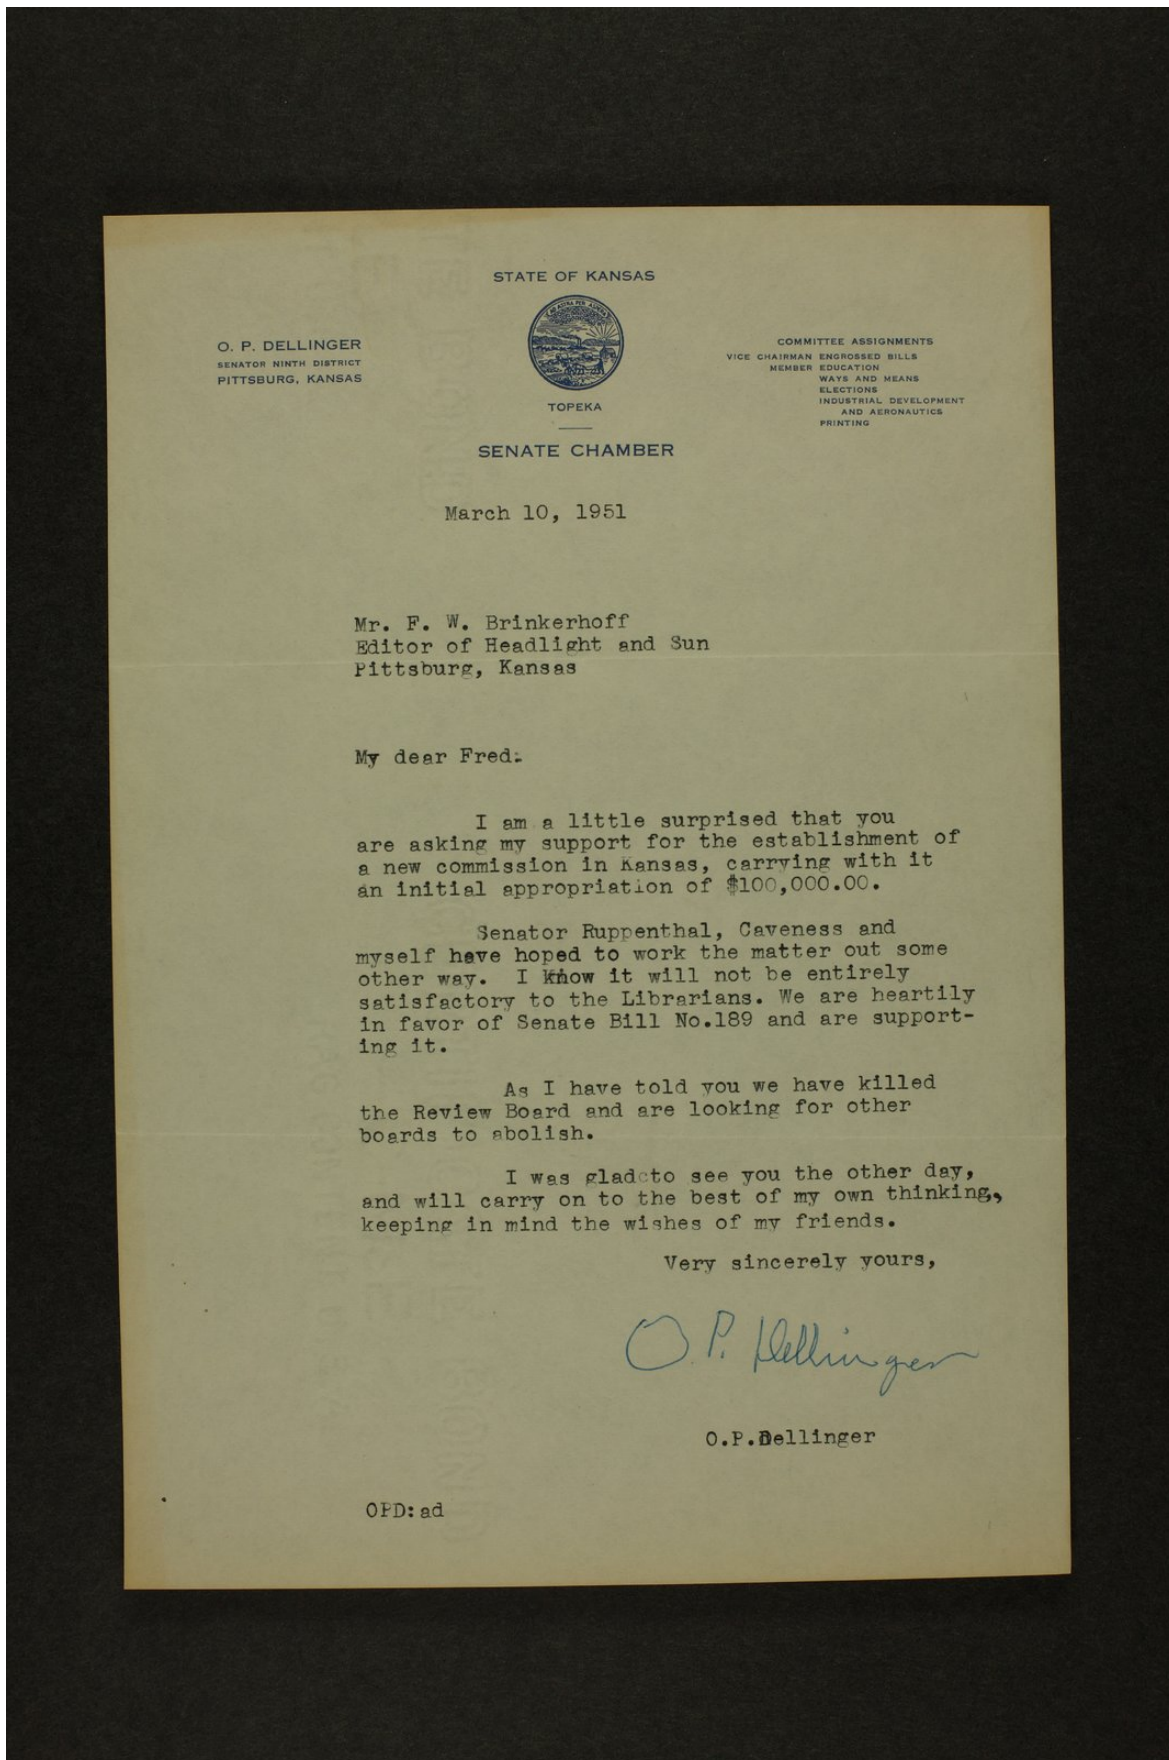 STATE OF KANSAS
AD ASTRA PER ASPERA
O. P. DELLINGER
SENATOR NINTH DISTRICT
PITTSBURG, KANSAS
COMMITTEE ASSIGNMENTS
VICE CHAIRMAN ENGROSSED BILLS
MEMBER EDUCATION
WAYS AND MEANS
ELECTIONS
INDUSTRIAL DEVELOPMENT
AND AERONAUTICS
PRINTING
TOPEKA
SENATE CHAMBER
March 10, 1951
Mr. F. W. Brinkerhoff
Editor of Headlight and Sun
Pittsburg, Kansas
My dear Fred:
I am a little surprised that you
are asking my support for the establishment of
a new commission in Kansas, carrying with it
an initial appropriation of $100,000.00.
Senator Ruppenthal, Caveness and
myself have hoped to work the matter out some
other way. I know it will not be entirely
satisfactory to the Librarians. We are heartily
in favor of Senate Bill No.189 and are support-
ing it.
As I have told you we have killed
the Review Board and are looking for other
boards to abolish.
I was glad to see you the other day,
and will carry on to the best of my own thinking,
keeping in mind the wishes of my friends.
Very sincerely yours,
O. P. Dellinger
O.P.Dellinger
OPD:ad